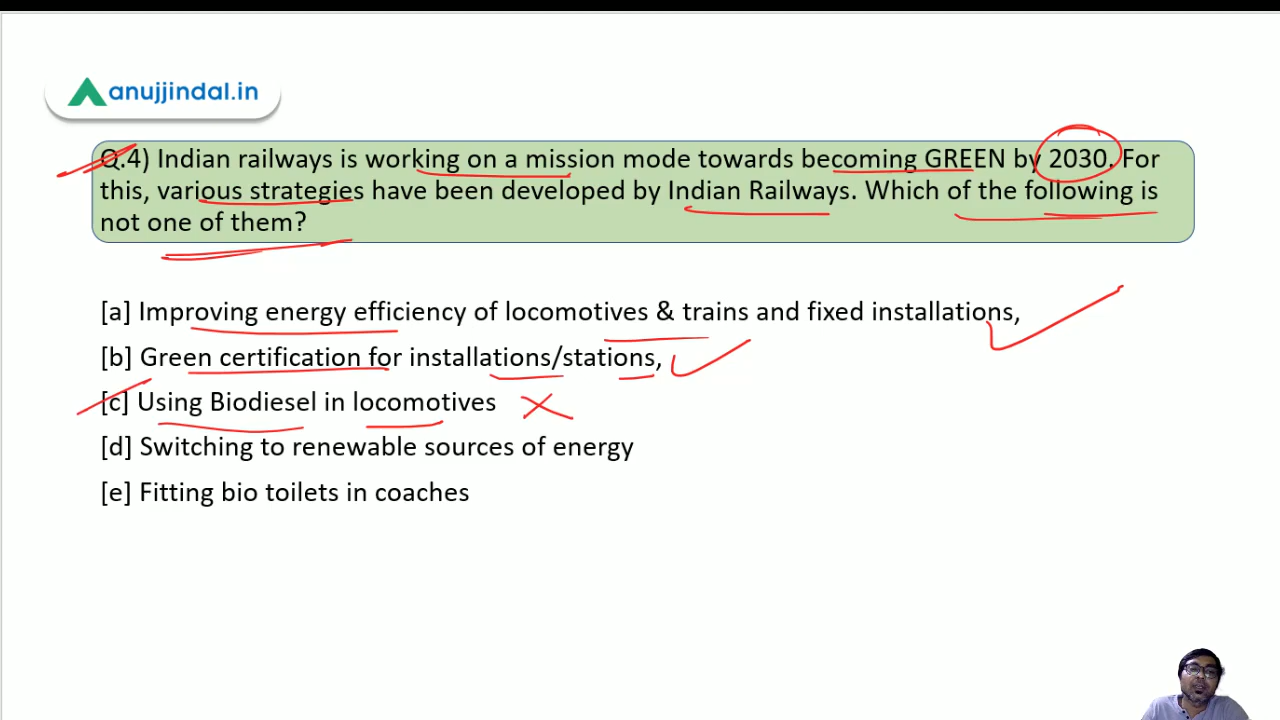 anujjindal.in
Q.4) Indian railways is working on a mission mode towards becoming GREEN by 2030. For
this, various strategies have been developed by Indian Railways. Which of the following is
not one of them?
[a] Improving energy efficiency of locomotives & trains and fixed installations,
[b] Green certification for installations/stations,
[c] Using Biodiesel in locomotives
[d] Switching to renewable sources of energy
[e] Fitting bio toilets in coaches